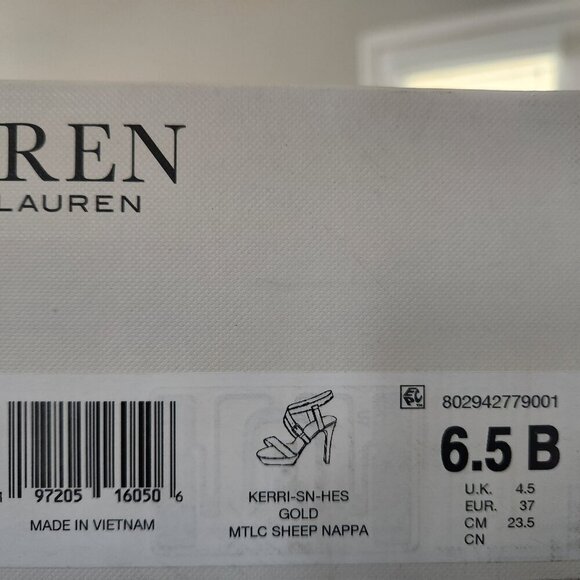 REN
LAUREN
802942779001
6.5 B
U.K. 4.5
EUR. 37
CM 23.5
CN
97205 16050 6
MADE IN VIETNAM
KERRI-SN-HES
GOLD
MTLC SHEEP NAPPA